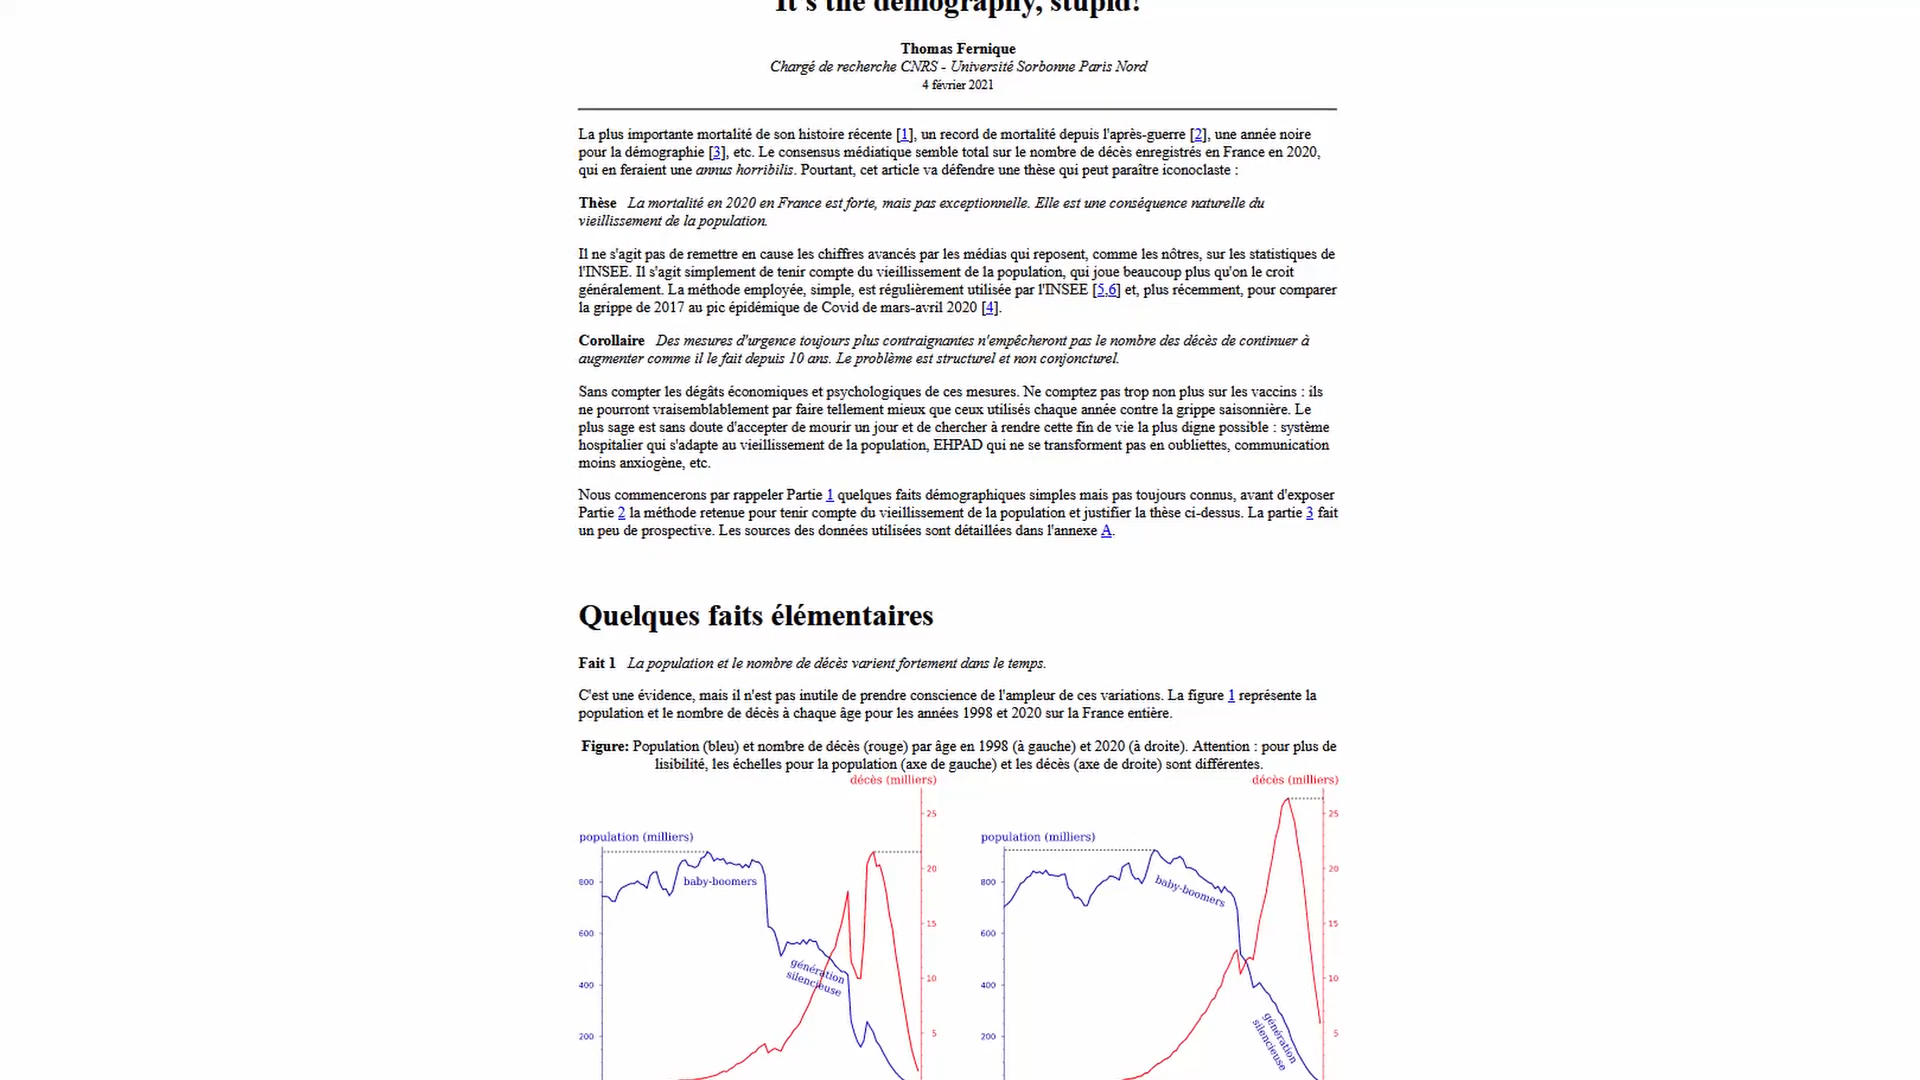 It's the demography, stupid!
Thomas Fernique
Chargé de recherche CNRS - Université Sorbonne Paris Nord
4 février 2021
La plus importante mortalité de son histoire récente [1], un record de mortalité depuis l'après-guerre [2], une année noire
pour la démographie [3], etc. Le consensus médiatique semble total sur le nombre de décès enregistrés en France en 2020,
qui en feraient une annus horribilis. Pourtant, cet article va défendre une thèse qui peut paraître iconoclaste :
Thèse La mortalité en 2020 en France est forte, mais pas exceptionnelle. Elle est une conséquence naturelle du
vieillissement de la population.
Il ne s'agit pas de remettre en cause les chiffres avancés par les médias qui reposent, comme les nôtres, sur les statistiques de
l'INSEE. Il s'agit simplement de tenir compte du vieillissement de la population, qui joue beaucoup plus qu'on le croit
généralement. La méthode employée, simple, est régulièrement utilisée par l'INSEE [5,6] et, plus récemment, pour comparer
la grippe de 2017 au pic épidémique de Covid de mars-avril 2020 [4].
Corollaire Des mesures d'urgence toujours plus contraignantes n'empêcheront pas le nombre des décès de continuer à
augmenter comme il le fait depuis 10 ans. Le problème est structurel et non conjoncturel.
Sans compter les dégâts économiques et psychologiques de ces mesures. Ne comptez pas trop non plus sur les vaccins : ils
ne pourront vraisemblablement par faire tellement mieux que ceux utilisés chaque année contre la grippe saisonnière. Le
plus sage est sans doute d'accepter de mourir un jour et de chercher à rendre cette fin de vie la plus digne possible : système
hospitalier qui s'adapte au vieillissement de la population, EHPAD qui ne se transforment pas en oubliettes, communication
moins anxiogène, etc.
Nous commencerons par rappeler Partie 1 quelques faits démographiques simples mais pas toujours connus, avant d'exposer
Partie 2 la méthode retenue pour tenir compte du vieillissement de la population et justifier la thèse ci-dessus. La partie 3 fait
un peu de prospective. Les sources des données utilisées sont détaillées dans l'annexe A.
Quelques faits élémentaires
Fait 1 La population et le nombre de décès varient fortement dans le temps.
C'est une évidence, mais il n'est pas inutile de prendre conscience de l'ampleur de ces variations. La figure 1 représente la
population et le nombre de décès à chaque âge pour les années 1998 et 2020 sur la France entière.
Figure: Population (bleu) et nombre de décès (rouge) par âge en 1998 (à gauche) et 2020 (à droite). Attention : pour plus de
lisibilité, les échelles pour la population (axe de gauche) et les décès (axe de droite) sont différentes.
décès (milliers)
25
population (milliers)
20
800
baby-boomers
15
600
génération
silencieuse
10
400
5
200
décès (milliers)
25
population (milliers)
20
800
baby-boomers
15
600
10
400
génération
silencieuse
5
200